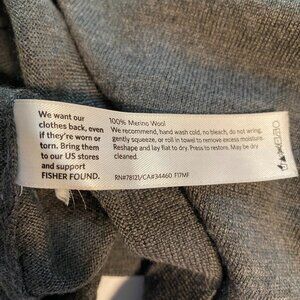 We want our
clothes back, even
if they're worn or
torn. Bring them
to our US stores
and support
FISHER FOUND.
100% Merino Wool
We recommend, hand wash cold, no bleach, do not wring,
gently squeeze, or roll in towel to remove excess moisture.
Reshape and lay flat to dry. Press to restore. May be dry
cleaned.
RN#78121/CA#34460 F17MF